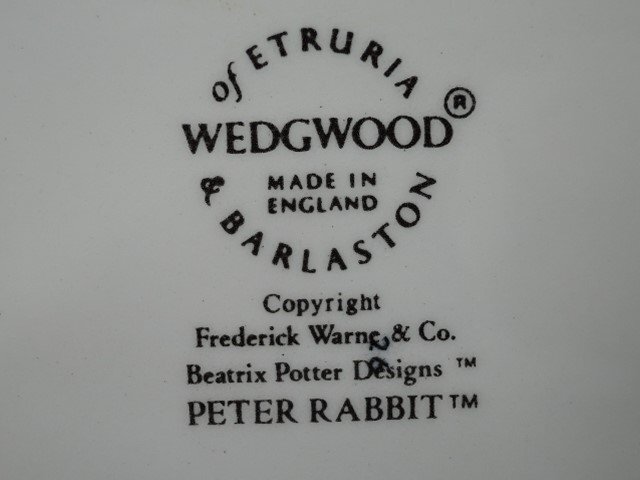 of ETRURIA
WEDGWOOD®
MADE IN
ENGLAND
& BARLASTON
Copyright
Frederick Warne & Co.
Beatrix Potter Designs ™
PETER RABBIT™